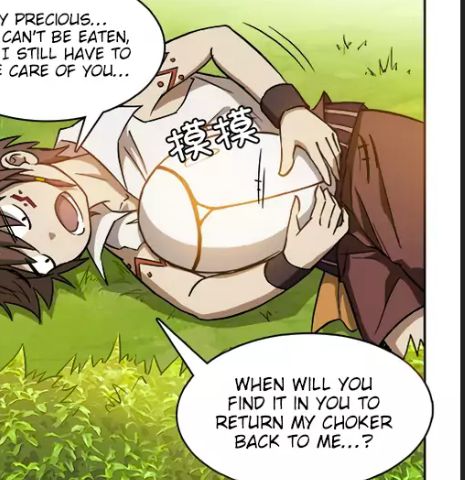 Y PRECIOUS...
CAN'T BE EATEN,
I STILL HAVE TO
E CARE OF YOU...
摸 摸
WHEN WILL YOU
FIND IT IN YOU TO
RETURN MY CHOKER
BACK TO ME...?